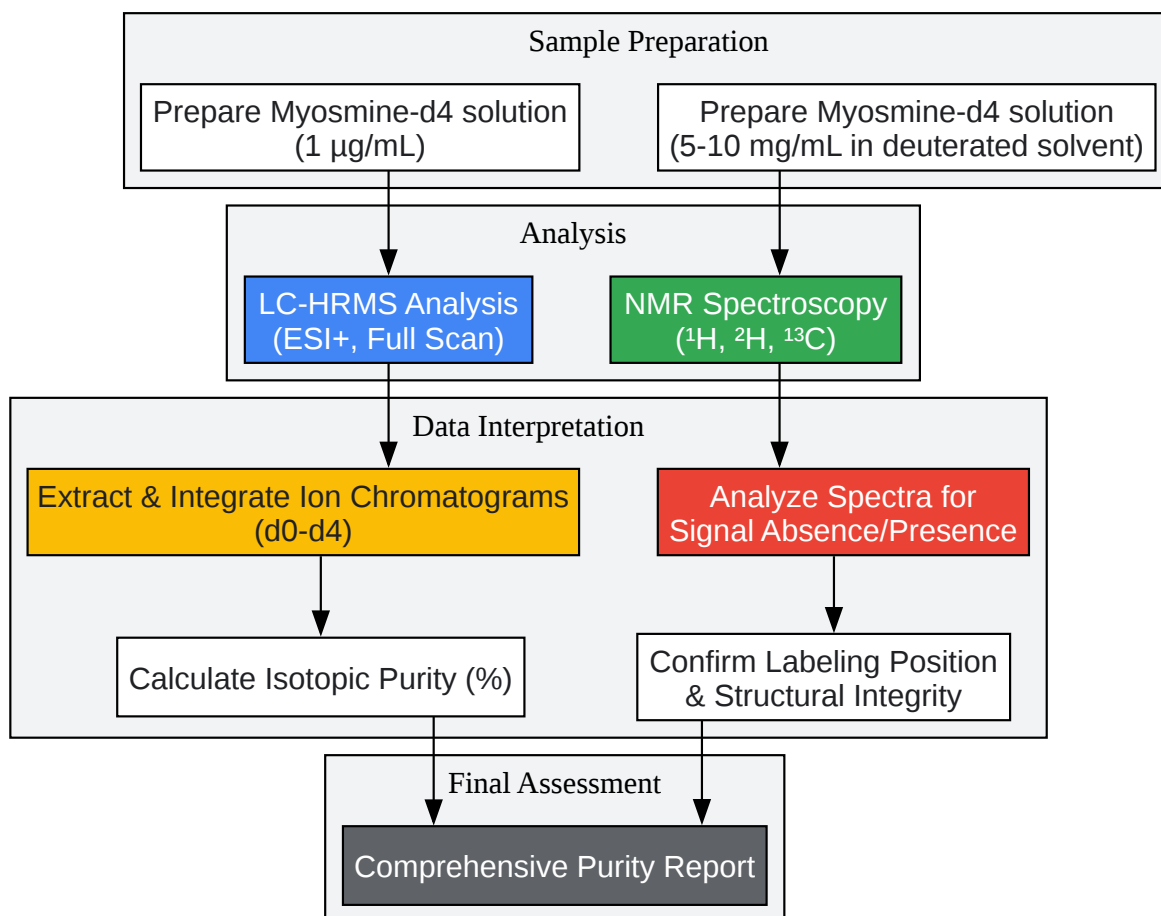 Sample Preparation
Prepare Myosmine-d4 solution
(1 µg/mL)
Prepare Myosmine-d4 solution
(5-10 mg/mL in deuterated solvent)
Analysis
LC-HRMS Analysis
(ESI+, Full Scan)
NMR Spectroscopy
(¹H, ²H, ¹³C)
Data Interpretation
Extract & Integrate Ion Chromatograms
(d0-d4)
Analyze Spectra for
Signal Absence/Presence
Calculate Isotopic Purity (%)
Confirm Labeling Position
& Structural Integrity
Final Assessment
Comprehensive Purity Report